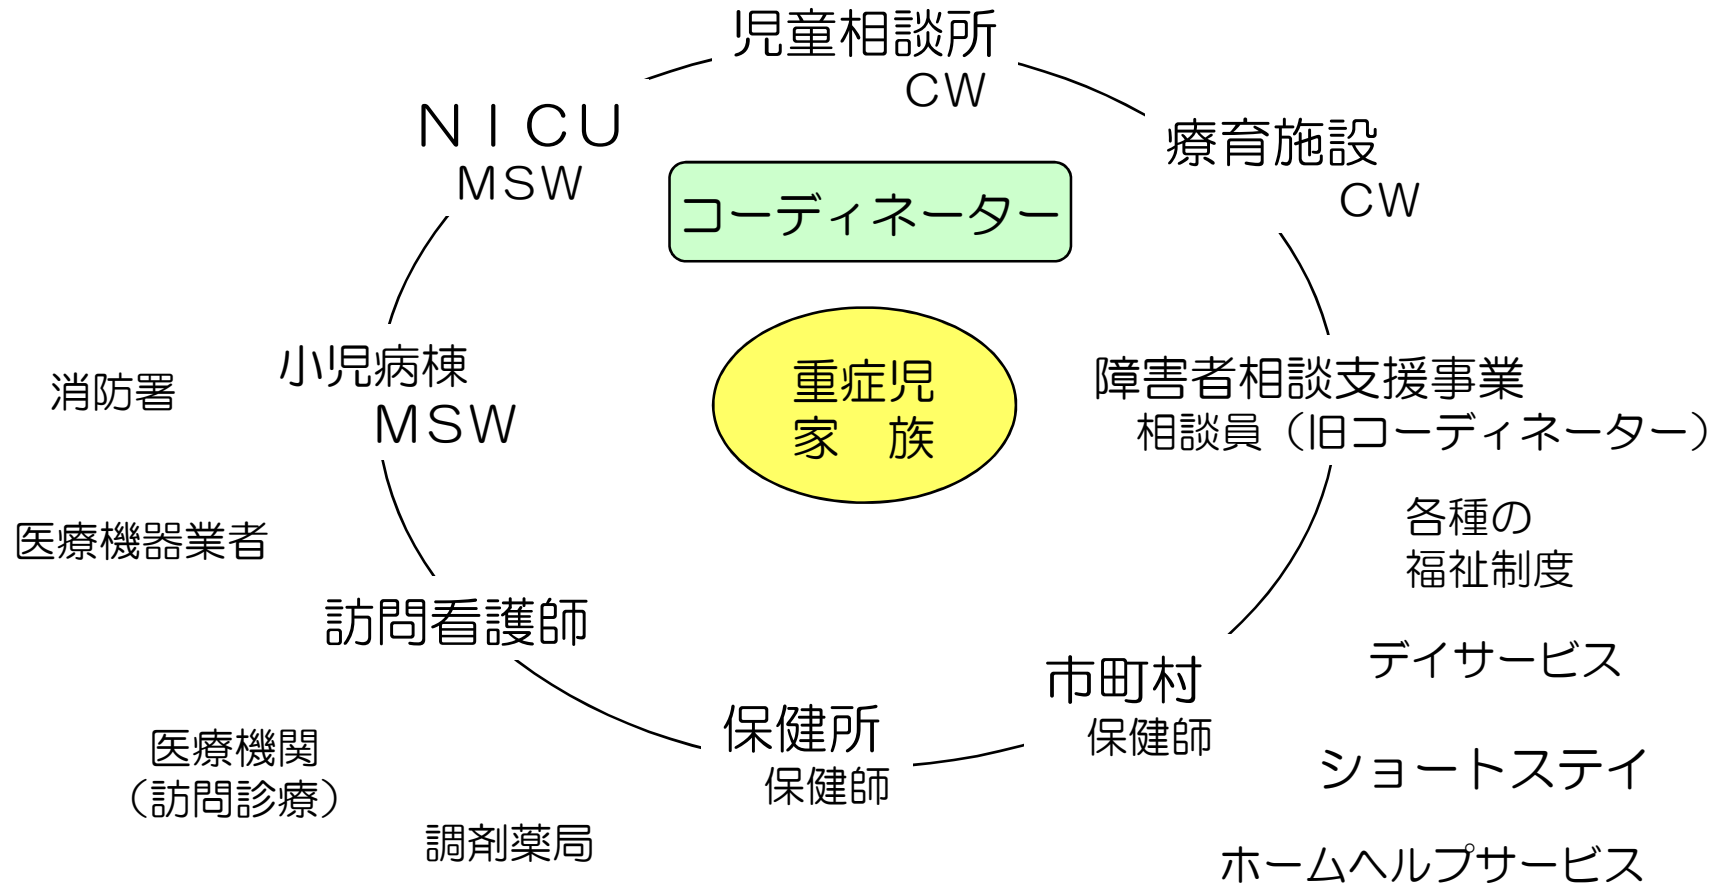 児童相談所
CW
NICU
MSW
療育施設
CW
コーディネーター
小児病棟
MSW
消防署
重症児
家　族
障害者相談支援事業
相談員（旧コーディネーター）
医療機器業者
各種の
福祉制度
訪問看護師
デイサービス
市町村
保健師
保健所
保健師
医療機関
（訪問診療）
ショートステイ
調剤薬局
ホームヘルプサービス